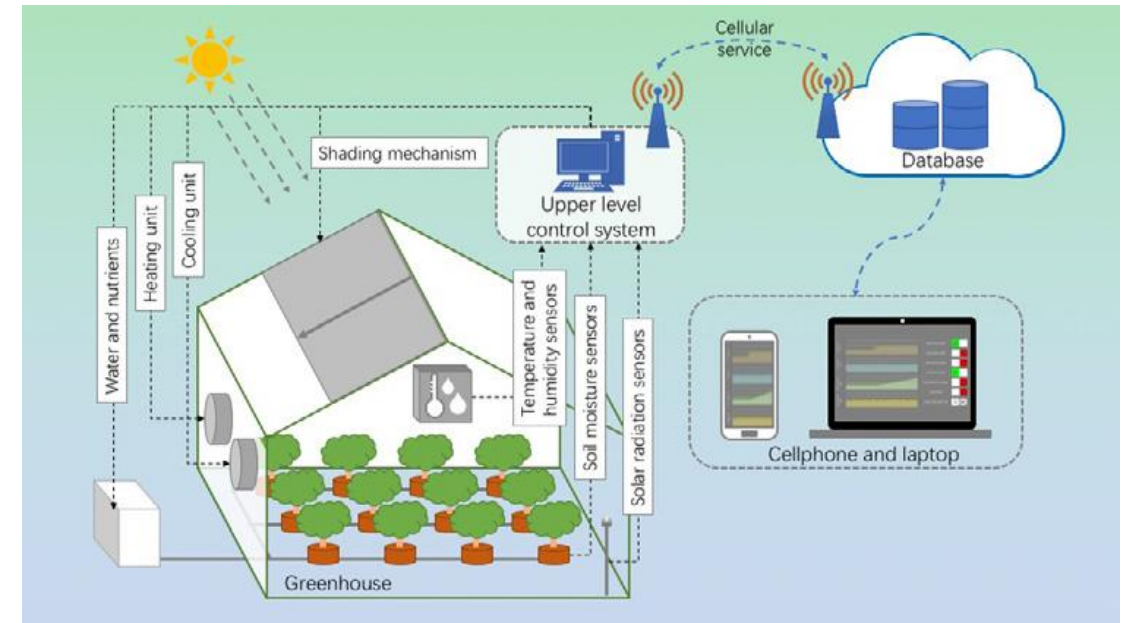 Cellular
service
Shading mechanism
Database
Upper level
control system
Water and nutrients
Heating unit
Cooling unit
Temperature and
humidity sensors
Soil moisture sensors
Solar radiation sensors
Cellphone and laptop
Greenhouse